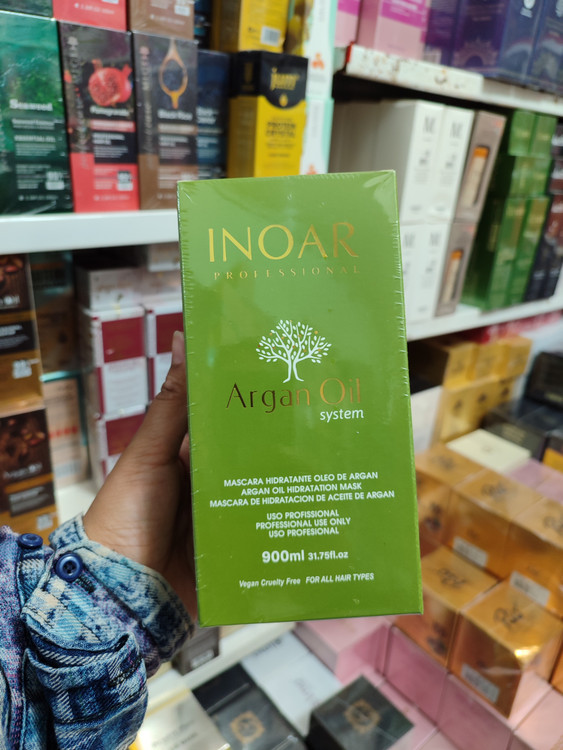 INOAR
PROFESSIONAL
Argan Oil
system
MASCARA HIDRATANTE OLEO DE ARGAN
ARGAN OIL HIDRATATION MASK
MASCARA DE HIDRATACION DE ACEITE DE ARGAN
USO PROFISSIONAL
PROFESSIONAL USE ONLY
USO PROFESIONAL
900ml 31.75fl.oz
Vegan Cruelty Free FOR ALL HAIR TYPES
Seaweed